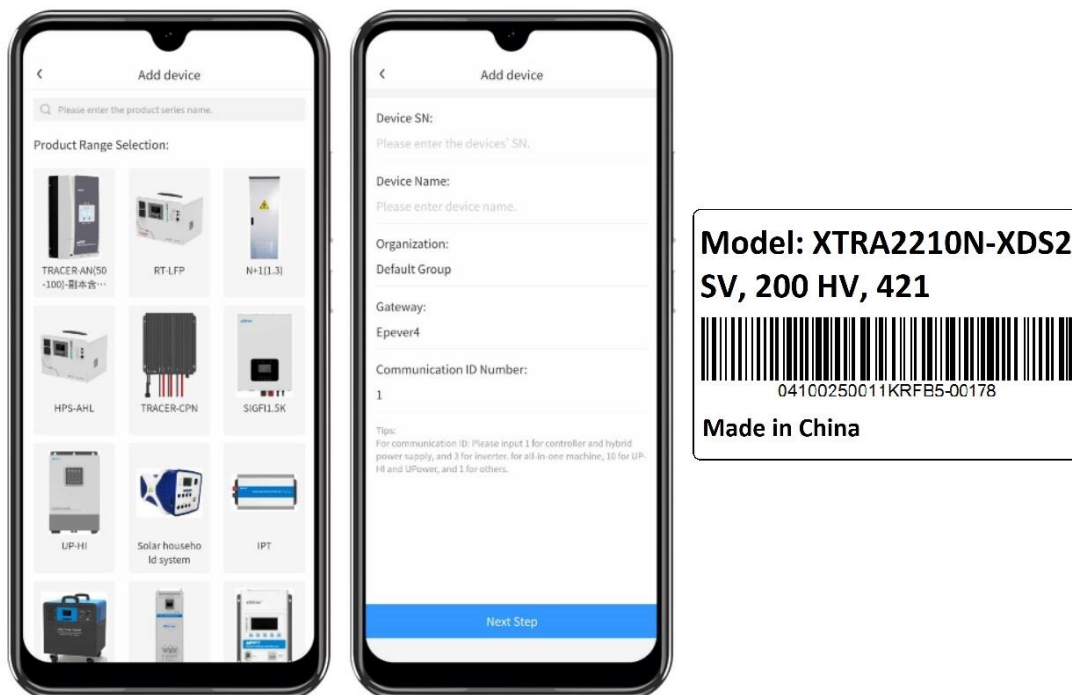 Add device
Please enter the product series name.
Product Range Selection:
TRACER-AN(50
-100)-副本含…
RT-LFP
N+1(1.3)
HPS-AHL
TRACER-CPN
SIGFI1.5K
UP-HI
Solar househo
ld system
IPT
Add device
Device SN:
Please enter the devices' SN.
Device Name:
Please enter device name.
Organization:
Default Group
Gateway:
Epever4
Communication ID Number:
1
Tips:
For communication ID: Please input 1 for controller and hybrid
power supply, and 3 for inverter. for all-in-one machine, 10 for UP-
HI and UPower, and 1 for others.
Next Step
Model: XTRA2210N-XDS2
SV, 200 HV, 421
04100250011KRFB5-00178
Made in China